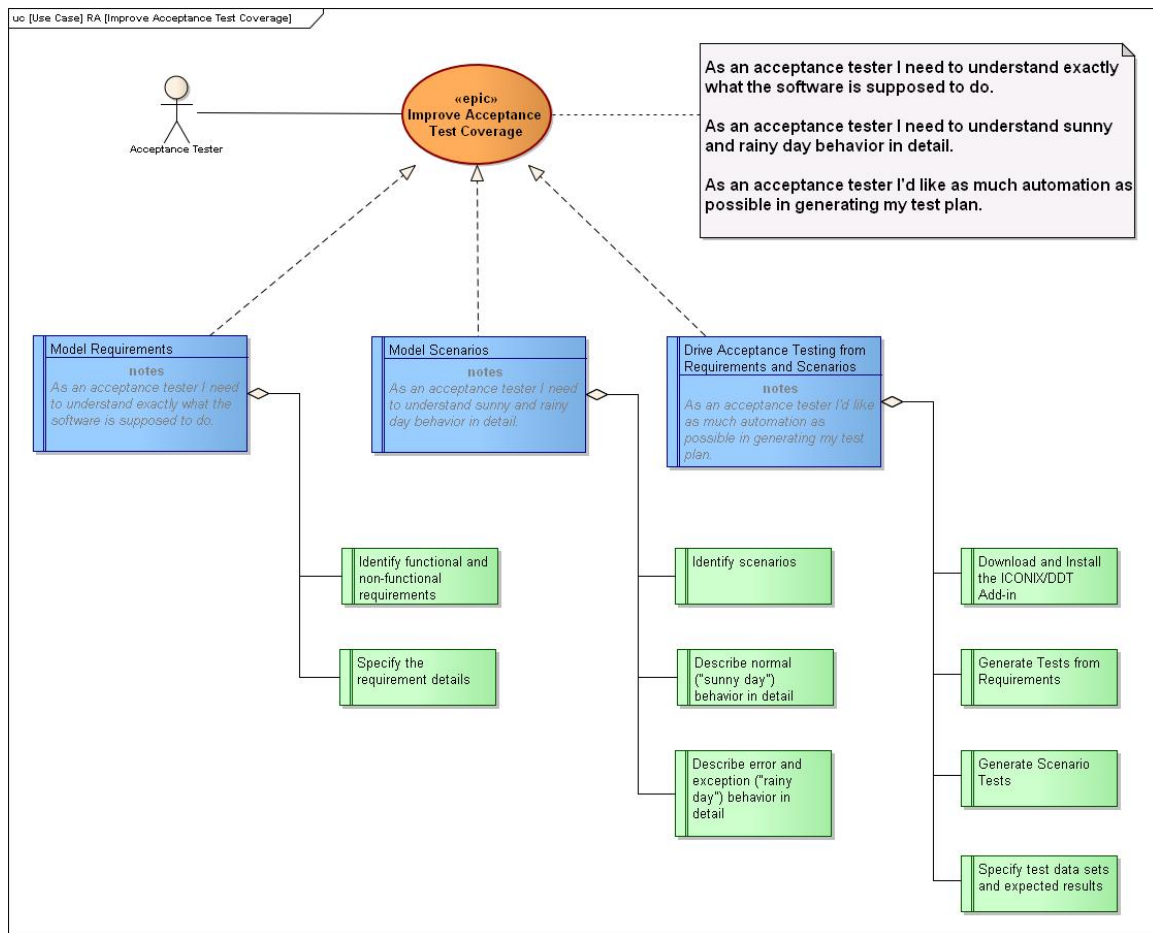 uc [Use Case] RA [Improve Acceptance Test Coverage]
Acceptance Tester
«epic»
Improve Acceptance
Test Coverage
As an acceptance tester I need to understand exactly
what the software is supposed to do.
As an acceptance tester I need to understand sunny
and rainy day behavior in detail.
As an acceptance tester I'd like as much automation as
possible in generating my test plan.
Model Requirements
notes
As an acceptance tester I need
to understand exactly what the
software is supposed to do.
Model Scenarios
notes
As an acceptance tester I need
to understand sunny and rainy
day behavior in detail.
Drive Acceptance Testing from
Requirements and Scenarios
notes
As an acceptance tester I'd like
as much automation as
possible in generating my test
plan.
Identify functional and
non-functional
requirements
Specify the
requirement details
Identify scenarios
Describe normal
("sunny day")
behavior in detail
Describe error and
exception ("rainy
day") behavior in
detail
Download and Install
the ICONIX/DDT
Add-in
Generate Tests from
Requirements
Generate Scenario
Tests
Specify test data sets
and expected results